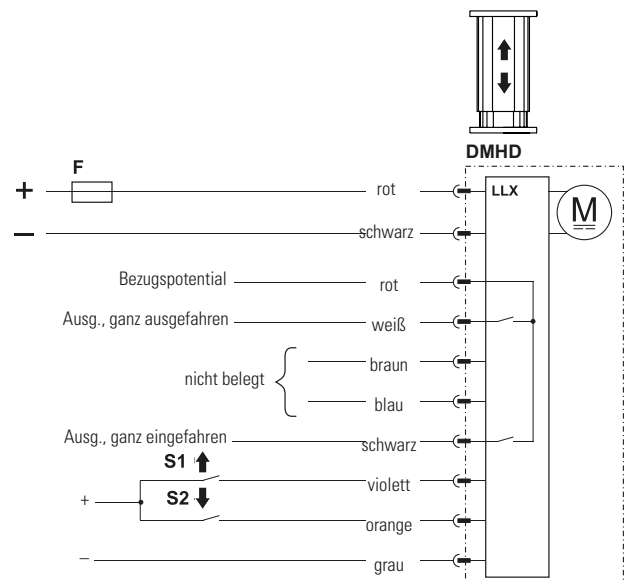 DMHD
F
+ rot LLX M
− schwarz
Bezugspotential rot
Ausg., ganz ausgefahren weiß
braun
nicht belegt
blau
Ausg., ganz eingefahren schwarz
S1 violett
+ S2
orange
− grau